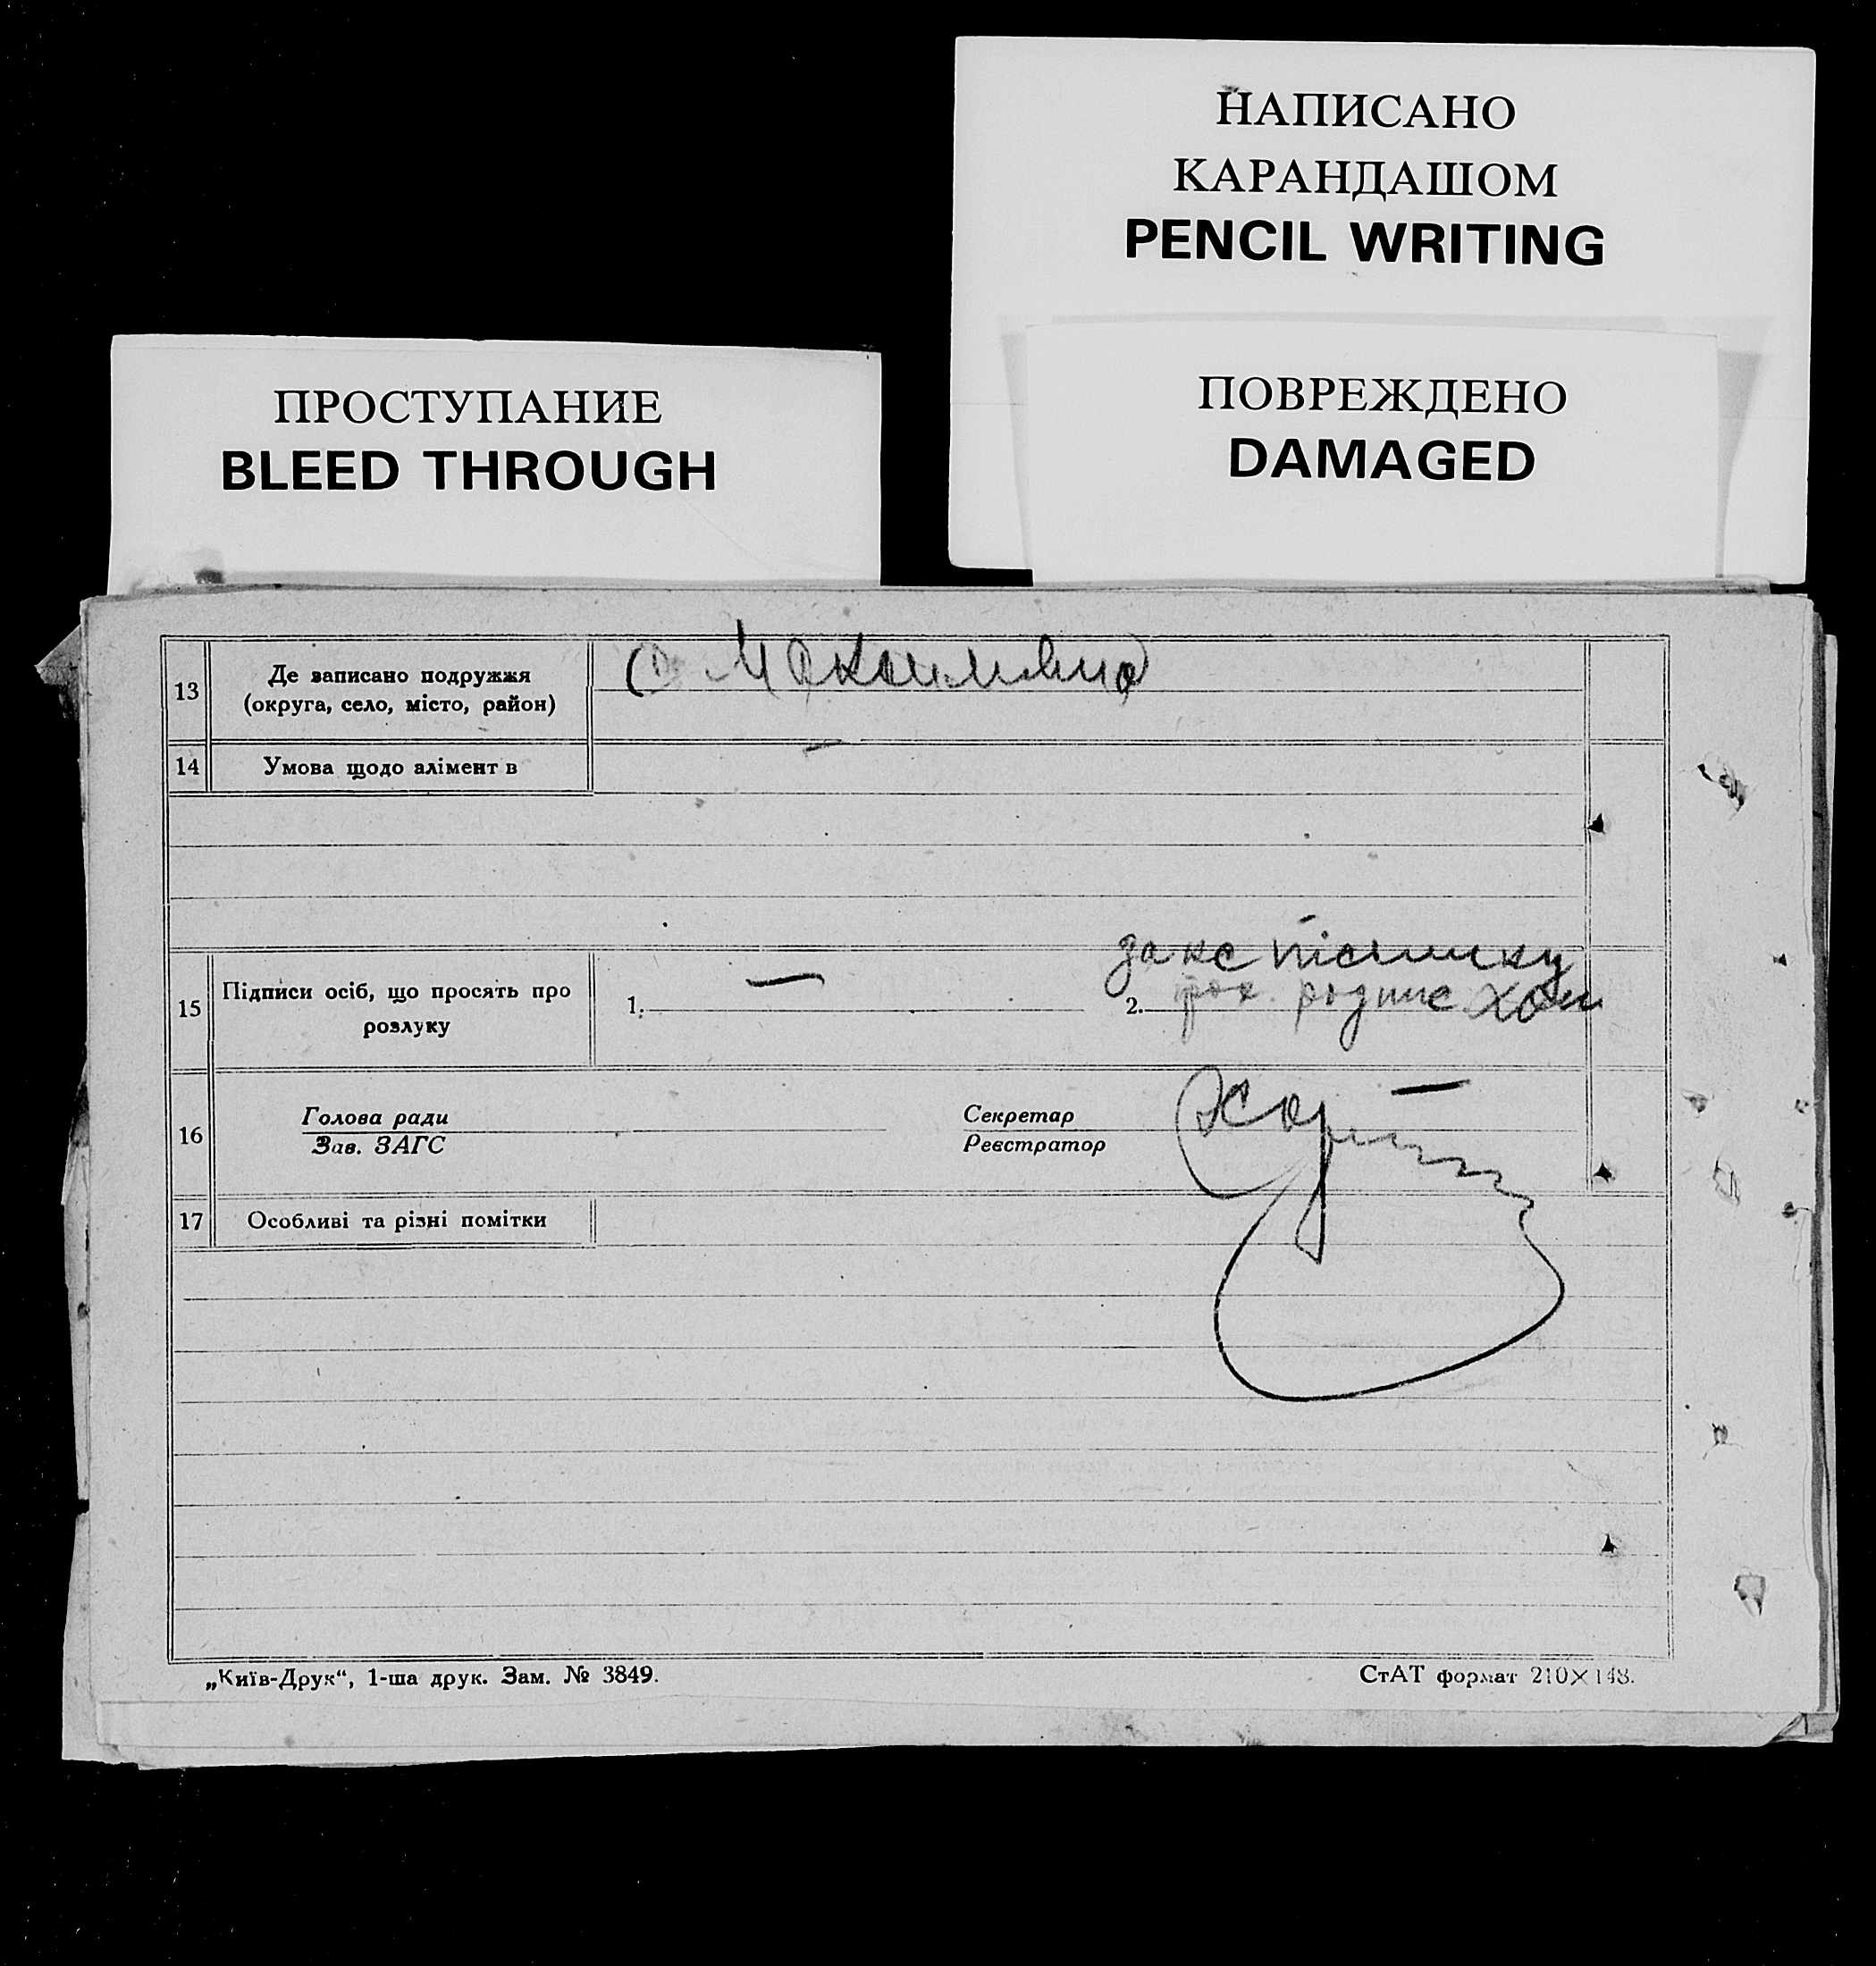 НАПИСАНО
КАРАНДАШОМ
PENCIL WRITING
ПРОСТУПАНИЕ
BLEED THROUGH
ПОВРЕЖДЕНО
DAMAGED
13 Де записано подружжя
(округа, село, місто, район)
14 Умова щодо алімент в
за неписьмену
15 Підписи осіб, що просять про
розлуку
1. — 2.
16 Голова ради
Зав. ЗАГС
Секретар
Реєстратор
17 Особливі та різні помітки
„Київ-Друк“, 1-ша друк. Зам. № 3849.
СтАТ формат 210×148.